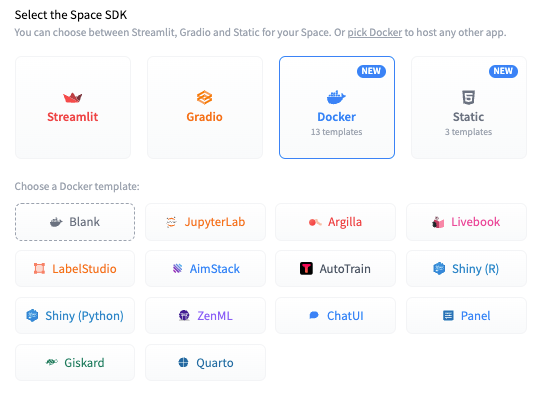 Select the Space SDK
You can choose between Streamlit, Gradio and Static for your Space. Or pick Docker to host any other app.
NEW
NEW
Streamlit
Gradio
Docker
Static
13 templates
3 templates
Choose a Docker template:
Blank
JupyterLab
Argilla
Livebook
LabelStudio
AimStack
AutoTrain
Shiny (R)
Shiny (Python)
ZenML
ChatUI
Panel
Giskard
Quarto